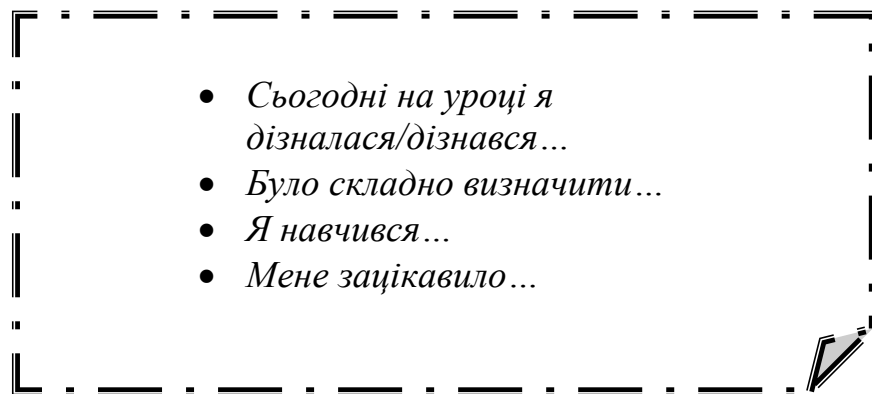 • Сьогодні на уроці я
дізналася/дізнався…
• Було складно визначити…
• Я навчився…
• Мене зацікавило…